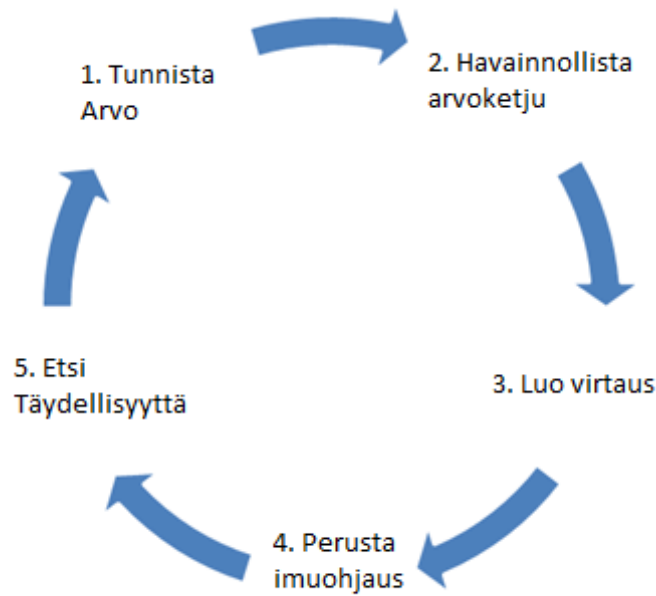 1. Tunnista
Arvo
2. Havainnollista
arvoketju
3. Luo virtaus
4. Perusta
imuohjaus
5. Etsi
Täydellisyyttä